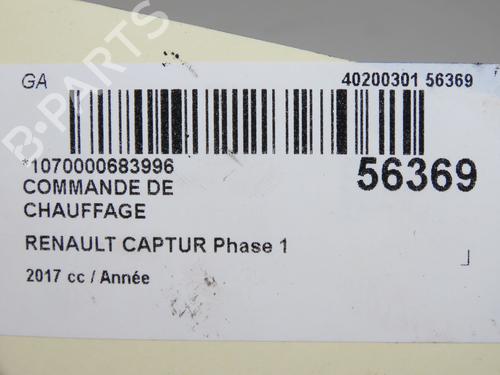 GA
40200301 56369
*1070000683996
56369
COMMANDE DE
CHAUFFAGE
RENAULT CAPTUR Phase 1
2017 cc / Année
B-PARTS